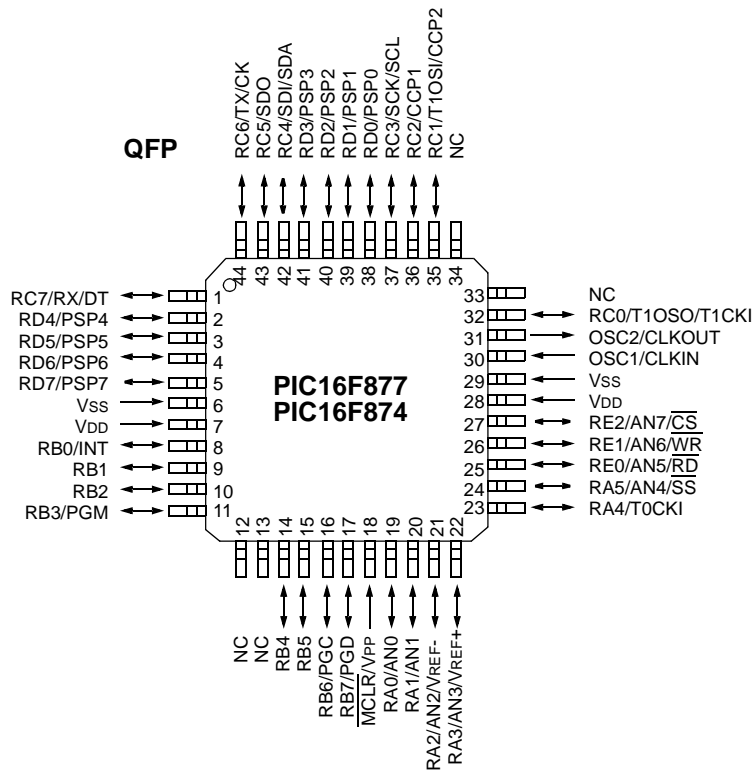 QFP
RC6/TX/CK
RC5/SDO
RC4/SDI/SDA
RD3/PSP3
RD2/PSP2
RD1/PSP1
RD0/PSP0
RC3/SCK/SCL
RC2/CCP1
RC1/T1OSI/CCP2
NC
44
43
42
41
40
39
38
37
36
35
34
RC7/RX/DT
RD4/PSP4
RD5/PSP5
RD6/PSP6
RD7/PSP7
VSS
VDD
RB0/INT
RB1
RB2
RB3/PGM
1
2
3
4
5
6
7
8
9
10
11
PIC16F877
PIC16F874
33
32
31
30
29
28
27
26
25
24
23
NC
RC0/T1OSO/T1CKI
OSC2/CLKOUT
OSC1/CLKIN
VSS
VDD
RE2/AN7/CS
RE1/AN6/WR
RE0/AN5/RD
RA5/AN4/SS
RA4/T0CKI
12
13
14
15
16
17
18
19
20
21
22
NC
NC
RB4
RB5
RB6/PGC
RB7/PGD
MCLR/VPP
RA0/AN0
RA1/AN1
RA2/AN2/VREF-
RA3/AN3/VREF+